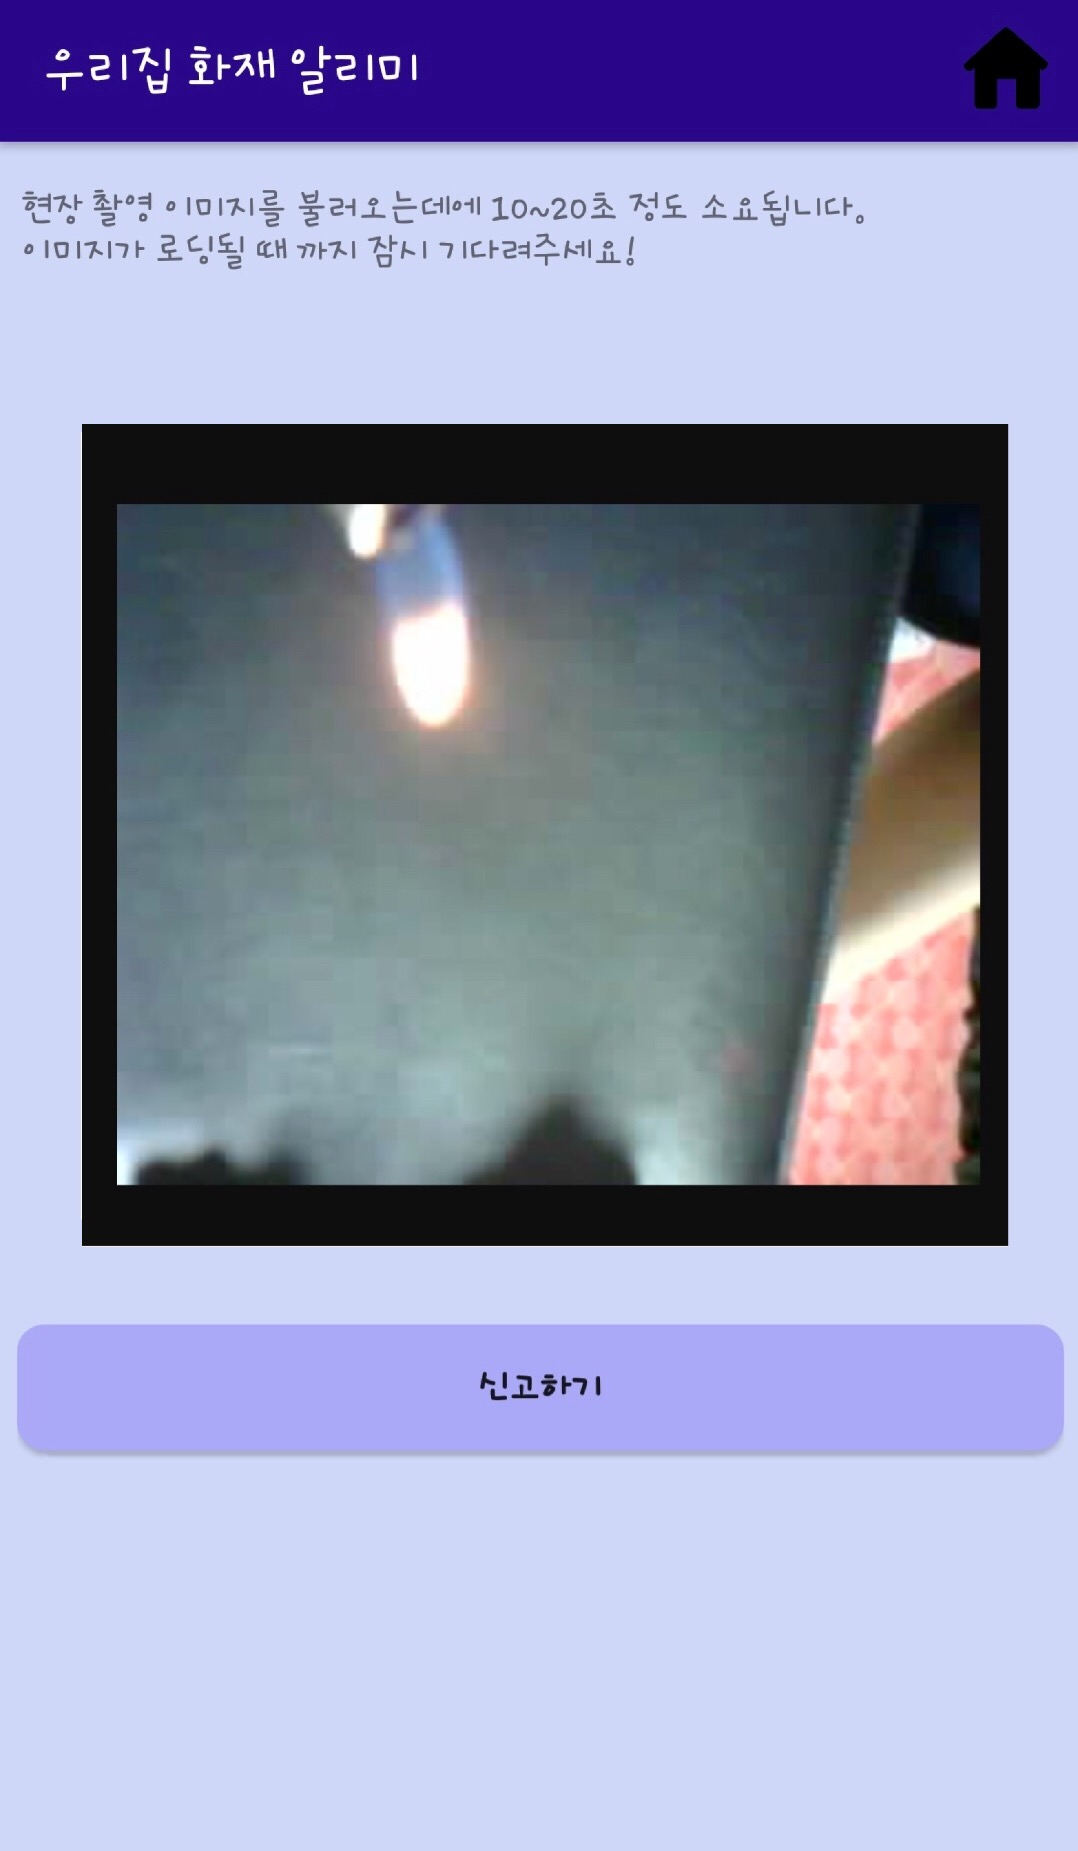 우리집 화재 알리미
현장 촬영 이미지를 불러오는데에 10~20초 정도 소요됩니다.
이미지가 로딩될 때 까지 잠시 기다려주세요!
신고하기